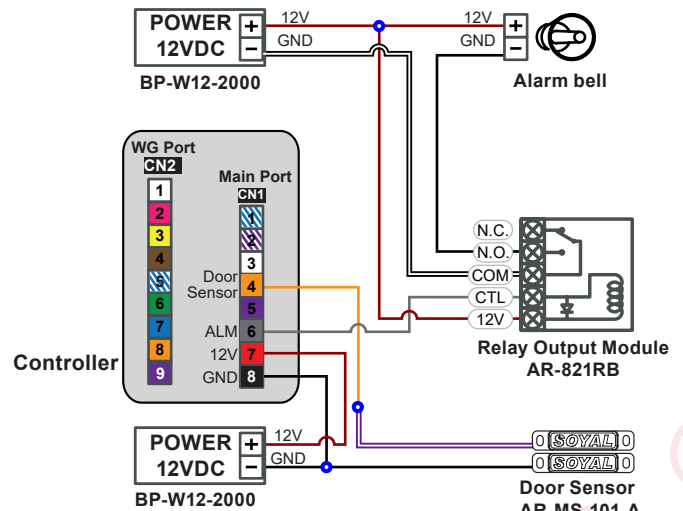 POWER
12VDC
+
−
12V
GND
12V
GND
+
−
BP-W12-2000
Alarm bell
WG Port
CN2
1
2
3
4
5
6
7
8
9
Main Port
CN1
1
2
3
4
5
6
7
8
Door
Sensor
ALM
12V
GND
Controller
N.C.
N.O.
COM
CTL
12V
Relay Output Module
AR-821RB
POWER
12VDC
+
−
12V
GND
BP-W12-2000
SOYAL
SOYAL
Door Sensor
AR-MS-101-A